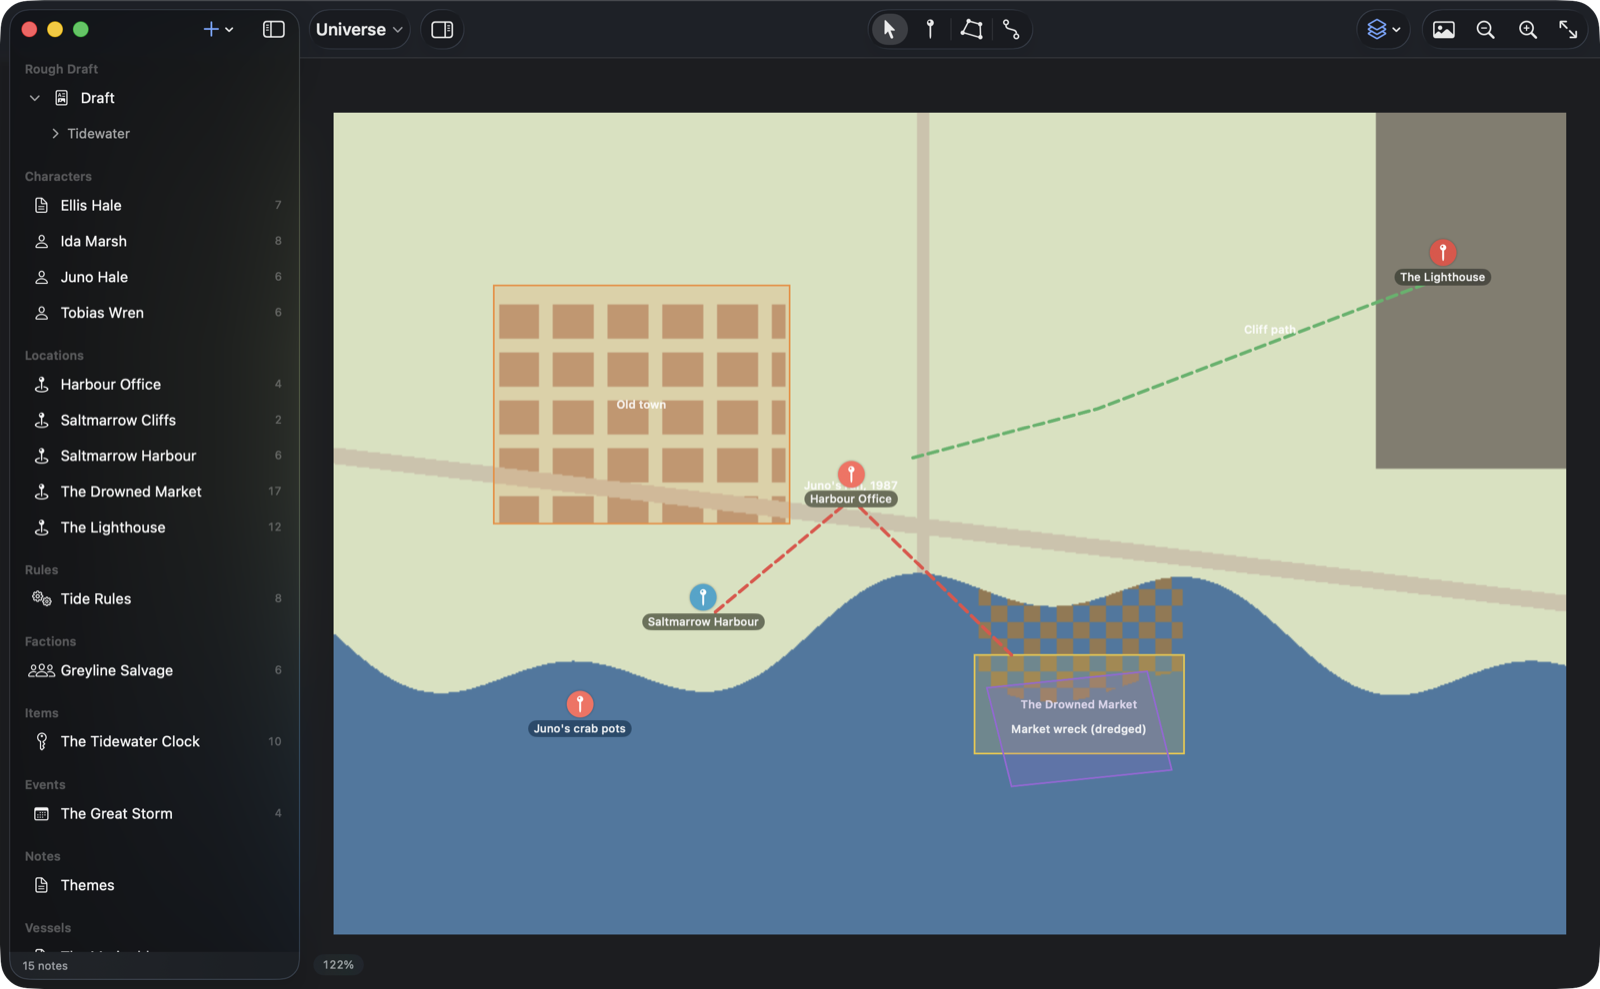 Universe
Rough Draft
Draft
Tidewater
Characters
Ellis Hale 7
Ida Marsh 8
Juno Hale 6
Tobias Wren 6
Locations
Harbour Office 4
Saltmarrow Cliffs 2
Saltmarrow Harbour 6
The Drowned Market 17
The Lighthouse 12
Rules
Tide Rules 8
Factions
Greyline Salvage 6
Items
The Tidewater Clock 10
Events
The Great Storm 4
Notes
Themes
Vessels
15 notes
The Lighthouse
Cliff path
Old town
Juno's 1987
Harbour Office
Saltmarrow Harbour
Juno's crab pots
The Drowned Market
Market wreck (dredged)
122%